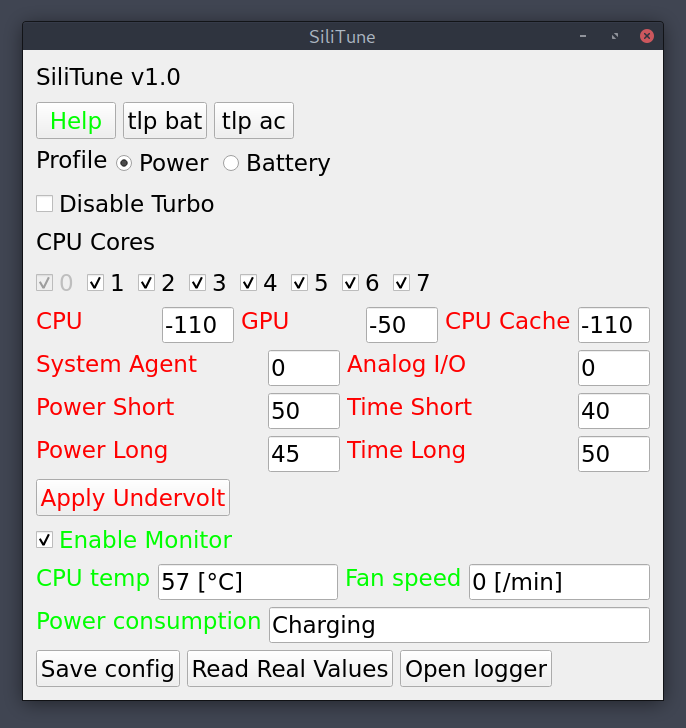 SiliTune
SiliTune v1.0
Help tlp bat tlp ac
Profile Power Battery
Disable Turbo
CPU Cores
0 1 2 3 4 5 6 7
CPU -110 GPU -50 CPU Cache -110
System Agent 0 Analog I/O 0
Power Short 50 Time Short 40
Power Long 45 Time Long 50
Apply Undervolt
Enable Monitor
CPU temp 57 [°C] Fan speed 0 [/min]
Power consumption Charging
Save config Read Real Values Open logger